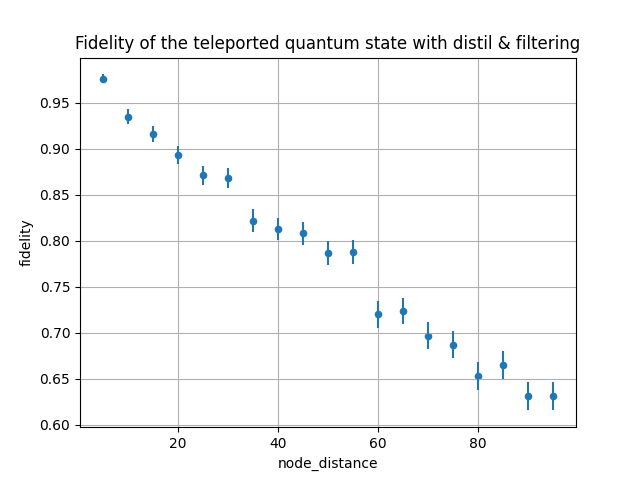 Fidelity of the teleported quantum state with distil & filtering
0.95
0.90
0.85
0.80
0.75
0.70
0.65
0.60
fidelity
20 40 60 80
node_distance